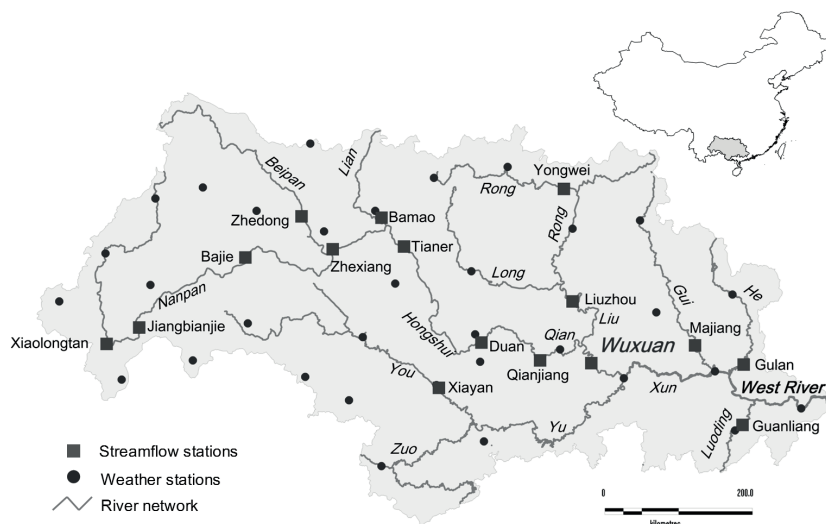 Yongwei
Beipan
Lian
Rong
Zhedong
Bamao
Rong
Tianer
Bajie
Zhexiang
Long
Gui
He
Nanpan
Liuzhou
Liu
Jiangbianjie
Hongshui
Qian
Wuxuan
Majiang
Xiaolongtan
Duan
Qianjiang
Gulan
You
Xiayan
Xun
West River
Yu
Luoding
Guanliang
Zuo
Streamflow stations
Weather stations
River network
0 200.0
kilometres